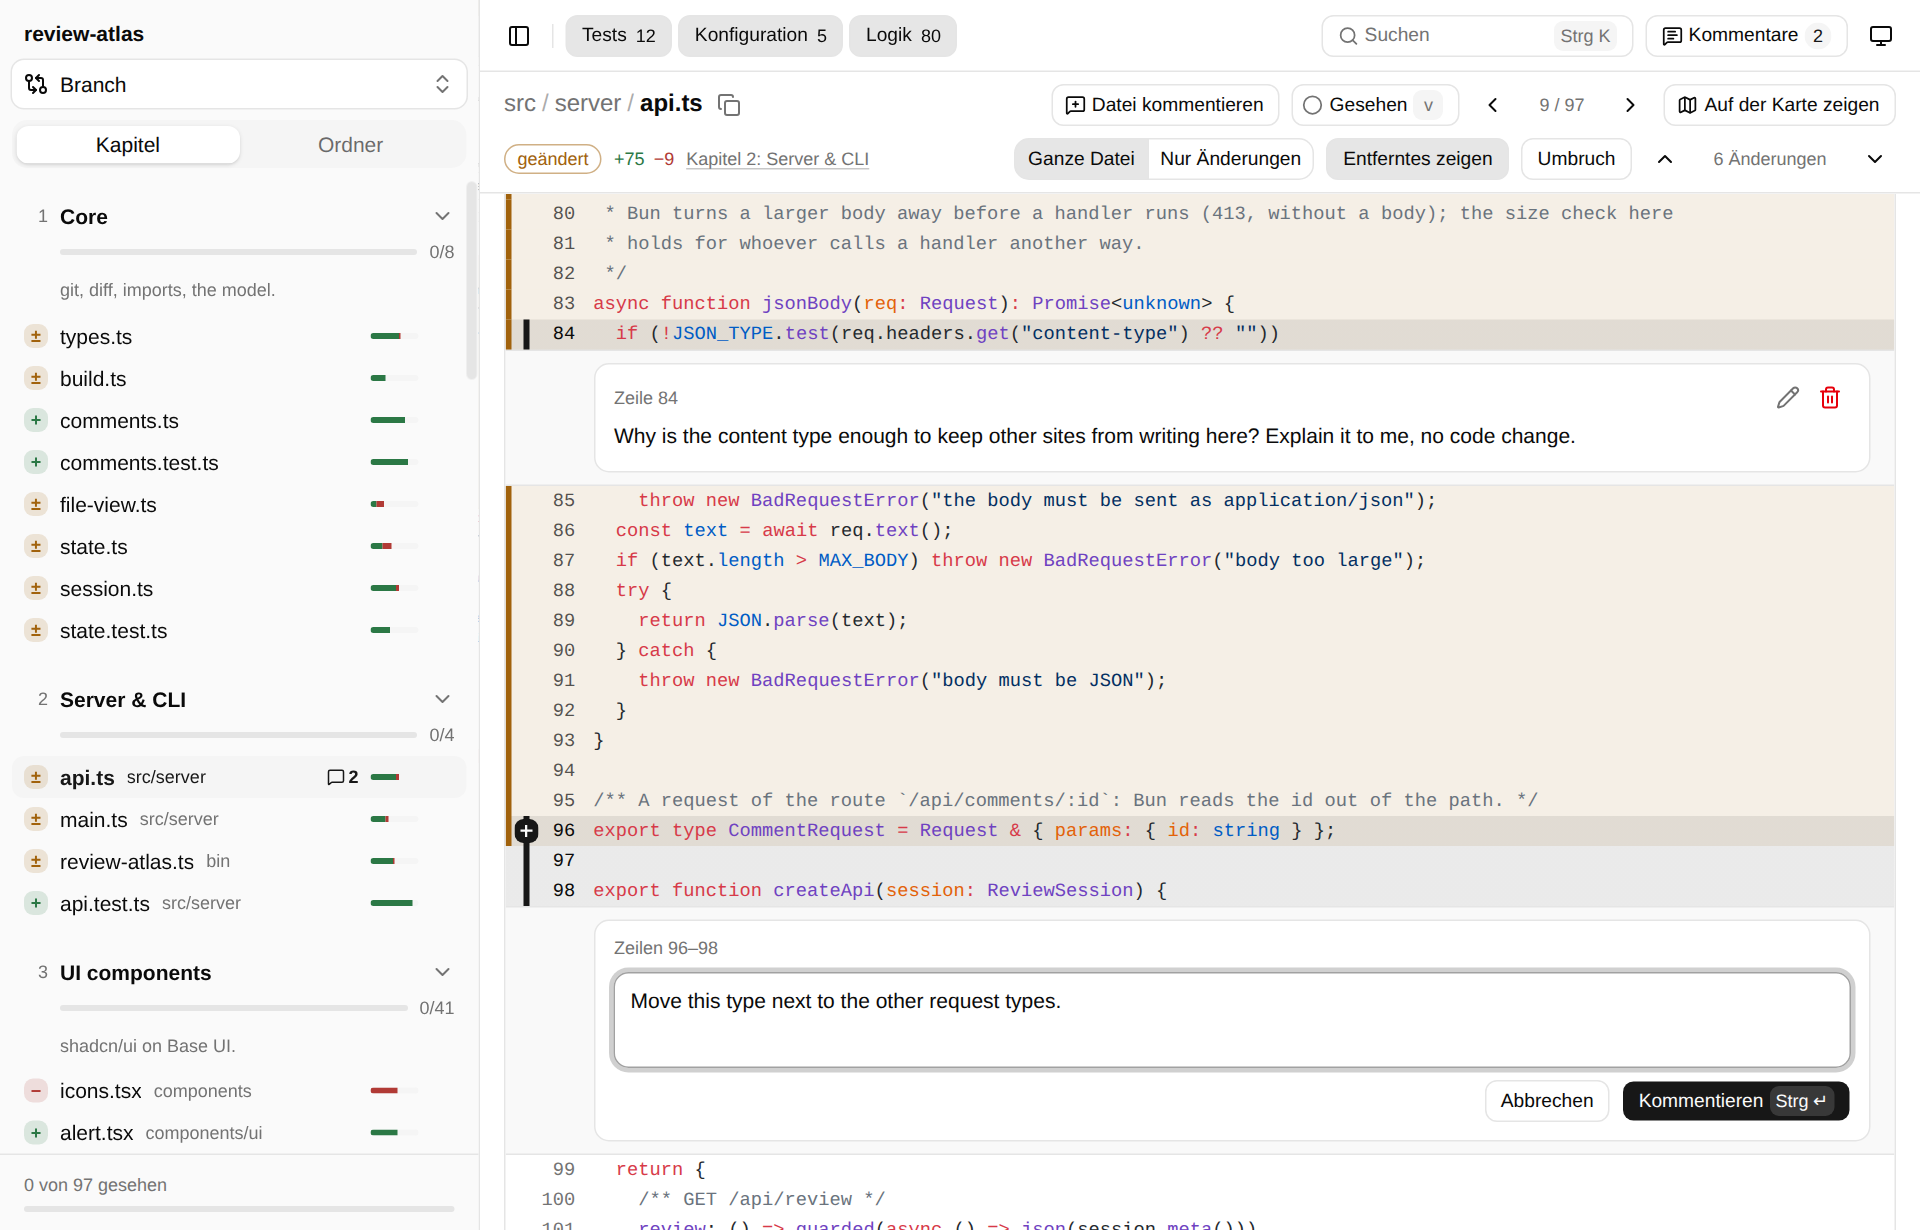 review-atlas
Branch
Kapitel
Ordner
1 Core
0/8
git, diff, imports, the model.
± types.ts
± build.ts
+ comments.ts
+ comments.test.ts
± file-view.ts
± state.ts
± session.ts
± state.test.ts
2 Server & CLI
0/4
± api.ts src/server 2
± main.ts src/server
± review-atlas.ts bin
+ api.test.ts src/server
3 UI components
0/41
shadcn/ui on Base UI.
− icons.tsx components
+ alert.tsx components/ui
0 von 97 gesehen
Tests 12 Konfiguration 5 Logik 80
Suchen Strg K
Kommentare 2
src / server / api.ts
Datei kommentieren
Gesehen v
9 / 97
Auf der Karte zeigen
geändert +75 −9 Kapitel 2: Server & CLI
Ganze Datei Nur Änderungen
Entferntes zeigen
Umbruch
6 Änderungen
80 * Bun turns a larger body away before a handler runs (413, without a body); the size check here
81 * holds for whoever calls a handler another way.
82 */
83 async function jsonBody(req: Request): Promise<unknown> {
84 if (!JSON_TYPE.test(req.headers.get("content-type") ?? ""))
Zeile 84
Why is the content type enough to keep other sites from writing here? Explain it to me, no code change.
85 throw new BadRequestError("the body must be sent as application/json");
86 const text = await req.text();
87 if (text.length > MAX_BODY) throw new BadRequestError("body too large");
88 try {
89 return JSON.parse(text);
90 } catch {
91 throw new BadRequestError("body must be JSON");
92 }
93 }
94
95 /** A request of the route `/api/comments/:id`: Bun reads the id out of the path. */
+ 96 export type CommentRequest = Request & { params: { id: string } };
97
98 export function createApi(session: ReviewSession) {
Zeilen 96–98
Move this type next to the other request types.
Abbrechen
Kommentieren Strg ↵
99 return {
100 /** GET /api/review */
101 review: () => guarded(async () => json(session.meta()))